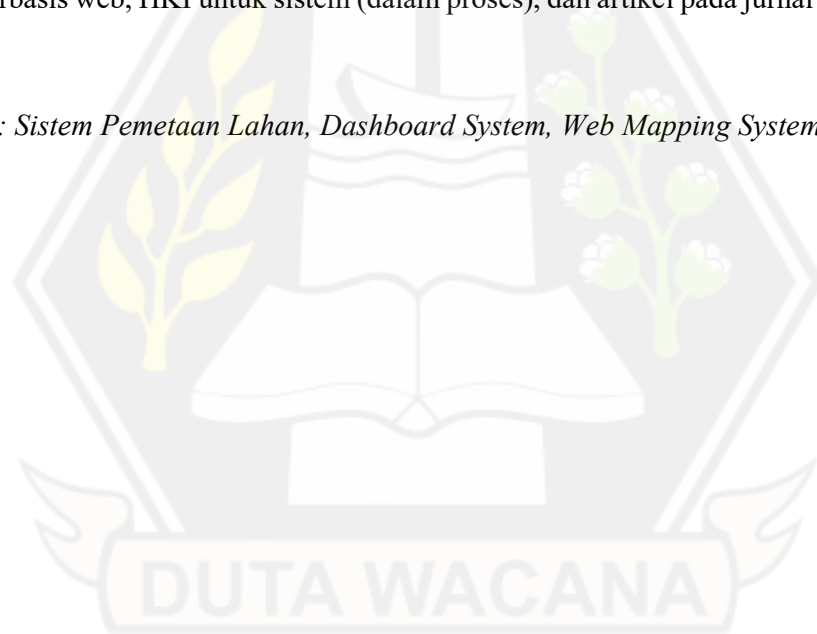 rbasis web, HKI untuk sistem (dalam proses), dan artikel pada jurnal
: Sistem Pemetaan Lahan, Dashboard System, Web Mapping System
DUTA WACANA